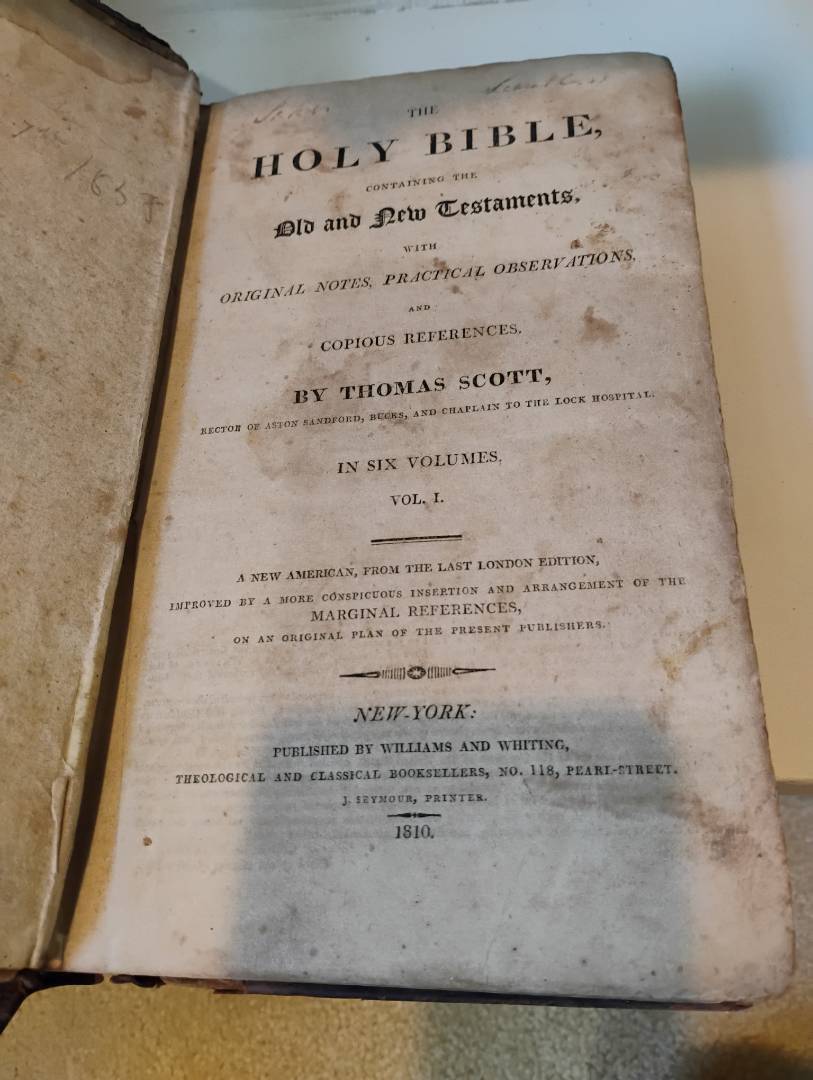 THE
HOLY BIBLE,
CONTAINING THE
Old and New Testaments,
WITH
ORIGINAL NOTES, PRACTICAL OBSERVATIONS,
AND
COPIOUS REFERENCES.
BY THOMAS SCOTT,
RECTOR OF ASTON SANDFORD, BUCKS, AND CHAPLAIN TO THE LOCK HOSPITAL.
IN SIX VOLUMES.
VOL. I.
A NEW AMERICAN, FROM THE LAST LONDON EDITION,
IMPROVED BY A MORE CONSPICUOUS INSERTION AND ARRANGEMENT OF THE
MARGINAL REFERENCES,
ON AN ORIGINAL PLAN OF THE PRESENT PUBLISHERS.
NEW-YORK:
PUBLISHED BY WILLIAMS AND WHITING,
THEOLOGICAL AND CLASSICAL BOOKSELLERS, NO. 118, PEARL-STREET.
J. SEYMOUR, PRINTER.
1810.